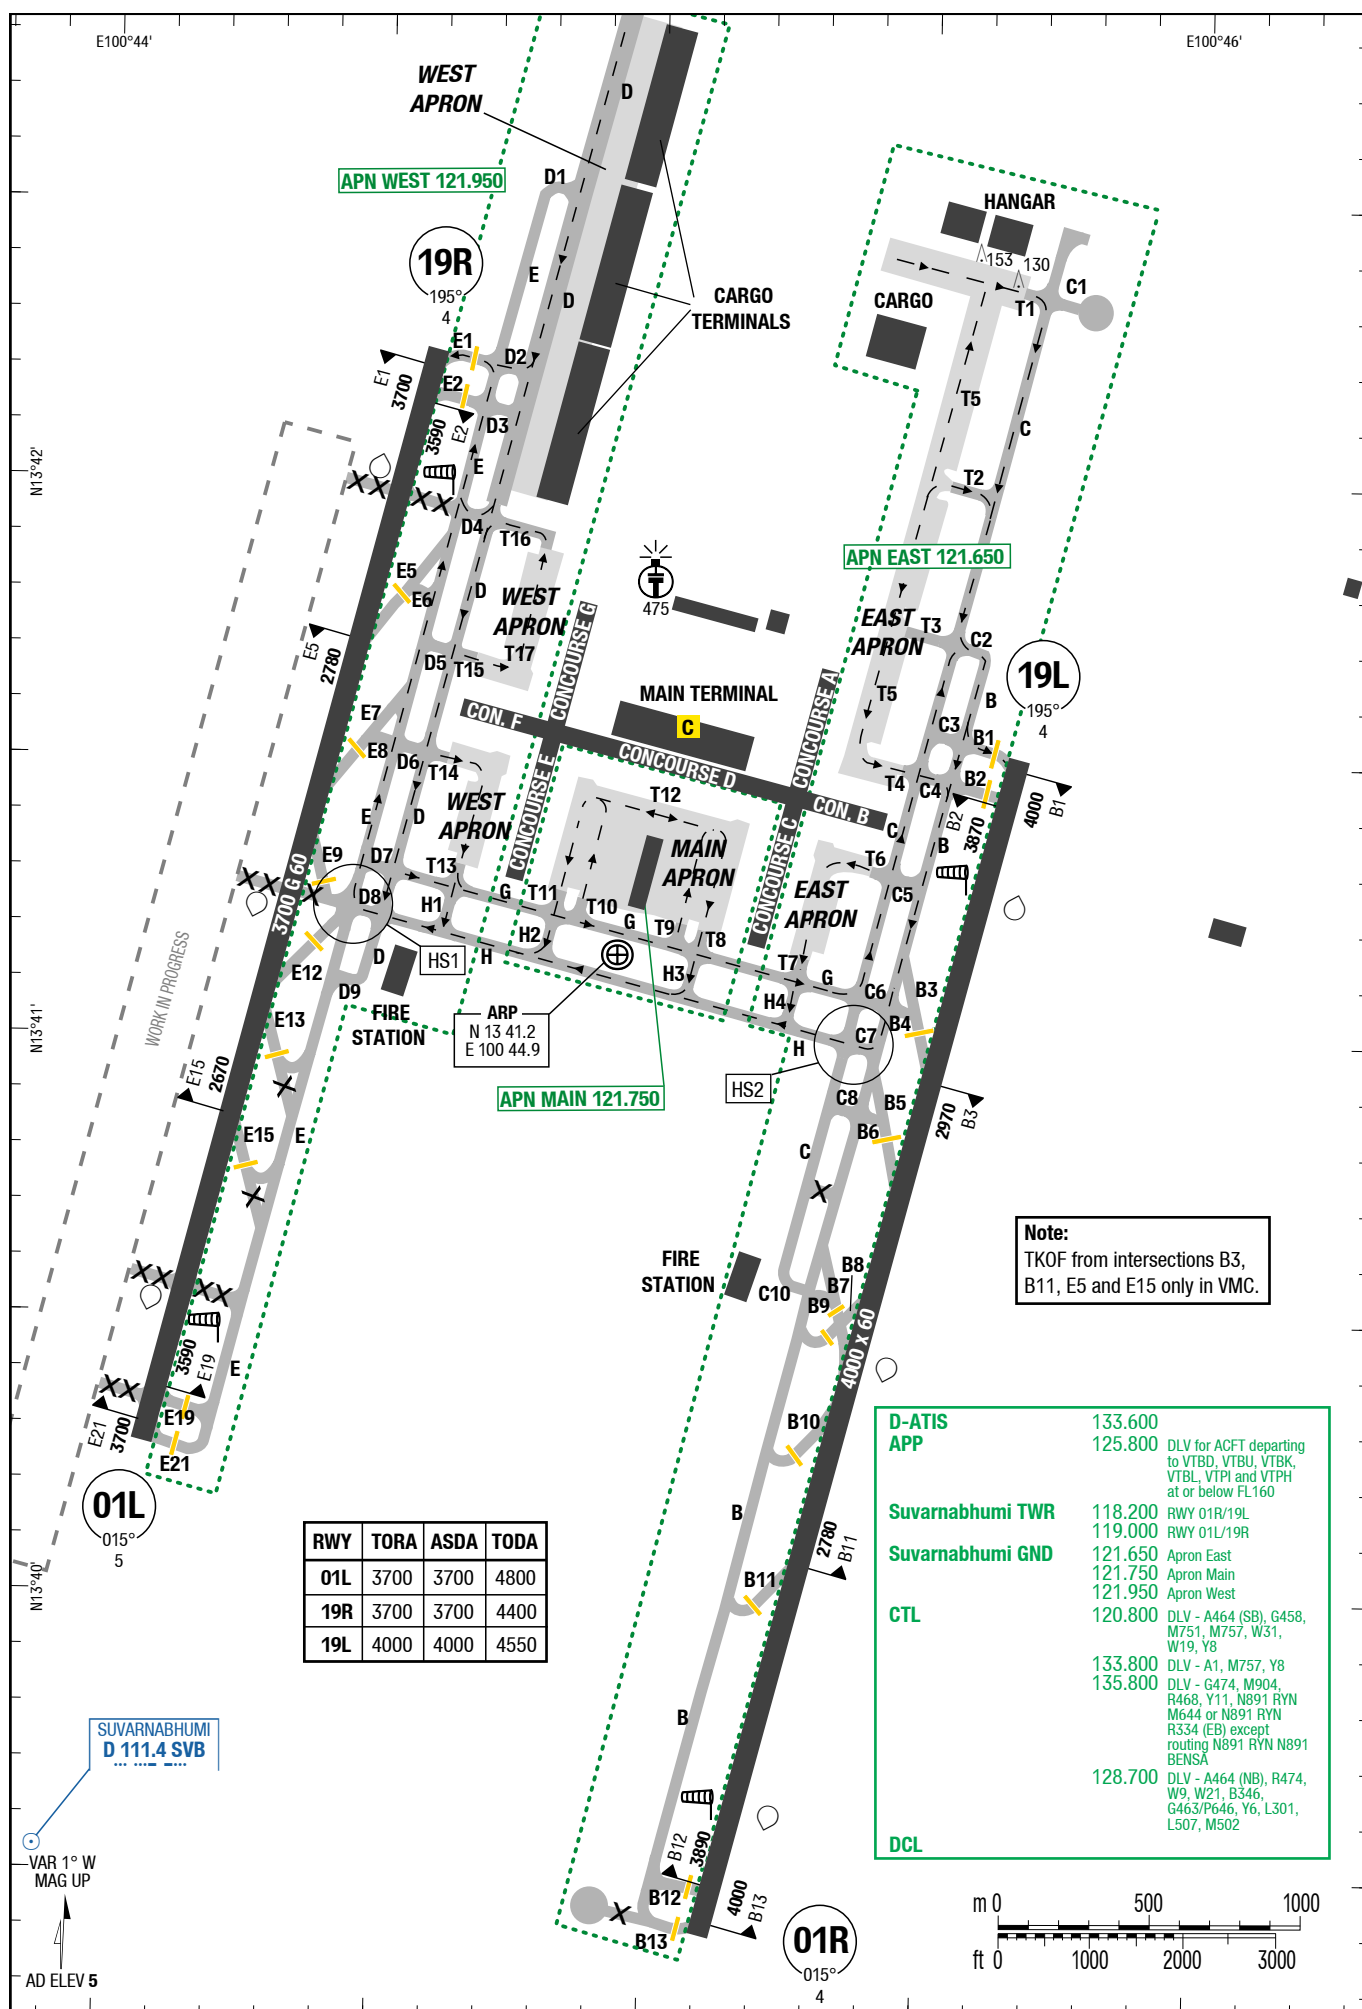 E100°44'
E100°46'
WEST
APRON
D
APN WEST 121.950
D1
HANGAR
153
130
C1
T1
19R
195°
4
E
D
CARGO
TERMINALS
CARGO
E1
D2
E1
3700
E2
D3
3590
E2
T5
C
N13°42'
E
T2
D4
T16
APN EAST 121.650
E5
E6
D
WEST
APRON
475
EAST
APRON
T3
C2
E5
2780
D5
T15
T17
CONCOURSE G
CONCOURSE A
19L
195°
4
MAIN TERMINAL
T5
B
E7
CON. F
C
C3
B1
E8
D6
T14
CONCOURSE D
T4
C4
B2
4000
B1
WEST
APRON
CONCOURSE E
T12
CON. B
C
B2
3870
E
D
MAIN
APRON
CONCOURSE C
B
D7
T13
T6
E9
3700 G 60
G
T11
T10
EAST
APRON
C5
D8
H1
G
T9
T8
H2
HS1
H
D
E12
H3
T7
G
C6
B3
D9
FIRE
STATION
ARP
N 13 41.2
E 100 44.9
H4
B4
N13°41'
WORK IN PROGRESS
E13
H
C7
E15
2670
APN MAIN 121.750
HS2
C8
B5
2970
B3
B6
E15
E
C
Note:
TKOF from intersections B3,
B11, E5 and E15 only in VMC.
FIRE
STATION
C10
B8
B7
B9
3590
E19
E
4000 x 60
E21
3700
E19
E21
01L
015°
5
B10
D-ATIS 133.600
APP 125.800 DLV for ACFT departing
to VTBD, VTBU, VTBK,
VTBL, VTPI and VTPH
at or below FL160
Suvarnabhumi TWR 118.200 RWY 01R/19L
119.000 RWY 01L/19R
Suvarnabhumi GND 121.650 Apron East
121.750 Apron Main
121.950 Apron West
CTL 120.800 DLV - A464 (SB), G458,
M751, M757, W31,
W19, Y8
133.800 DLV - A1, M757, Y8
135.800 DLV - G474, M904,
R468, Y11, N891 RYN
M644 or N891 RYN
R334 (EB) except
routing N891 RYN N891
BENSA
128.700 DLV - A464 (NB), R474,
W9, W21, B346,
G463/P646, Y6, L301,
L507, M502
DCL
B
2780
B11
B11
N13°40'
RWY TORA ASDA TODA
01L 3700 3700 4800
19R 3700 3700 4400
19L 4000 4000 4550
B
SUVARNABHUMI
D 111.4 SVB
VAR 1° W
MAG UP
AD ELEV 5
B12
3890
B12
4000
B13
B13
01R
015°
4
m 0 500 1000
ft 0 1000 2000 3000